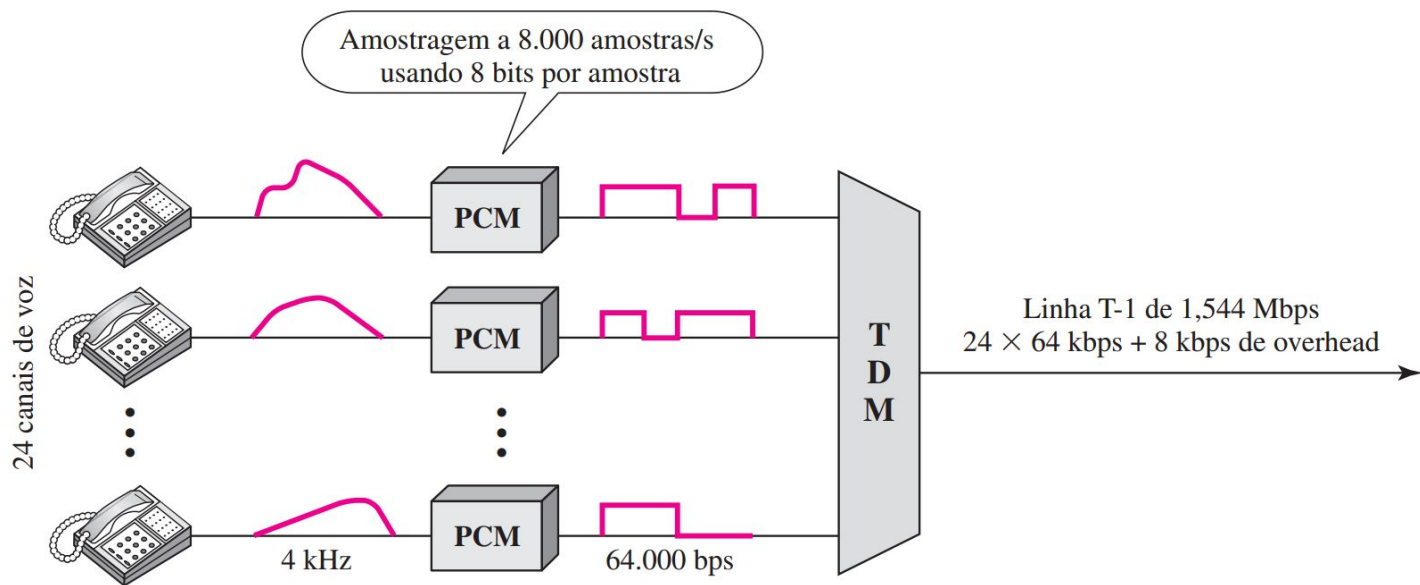 Amostragem a 8.000 amostras/s
usando 8 bits por amostra
24 canais de voz
PCM
PCM
PCM
4 kHz
64.000 bps
T
D
M
Linha T-1 de 1,544 Mbps
24 × 64 kbps + 8 kbps de overhead